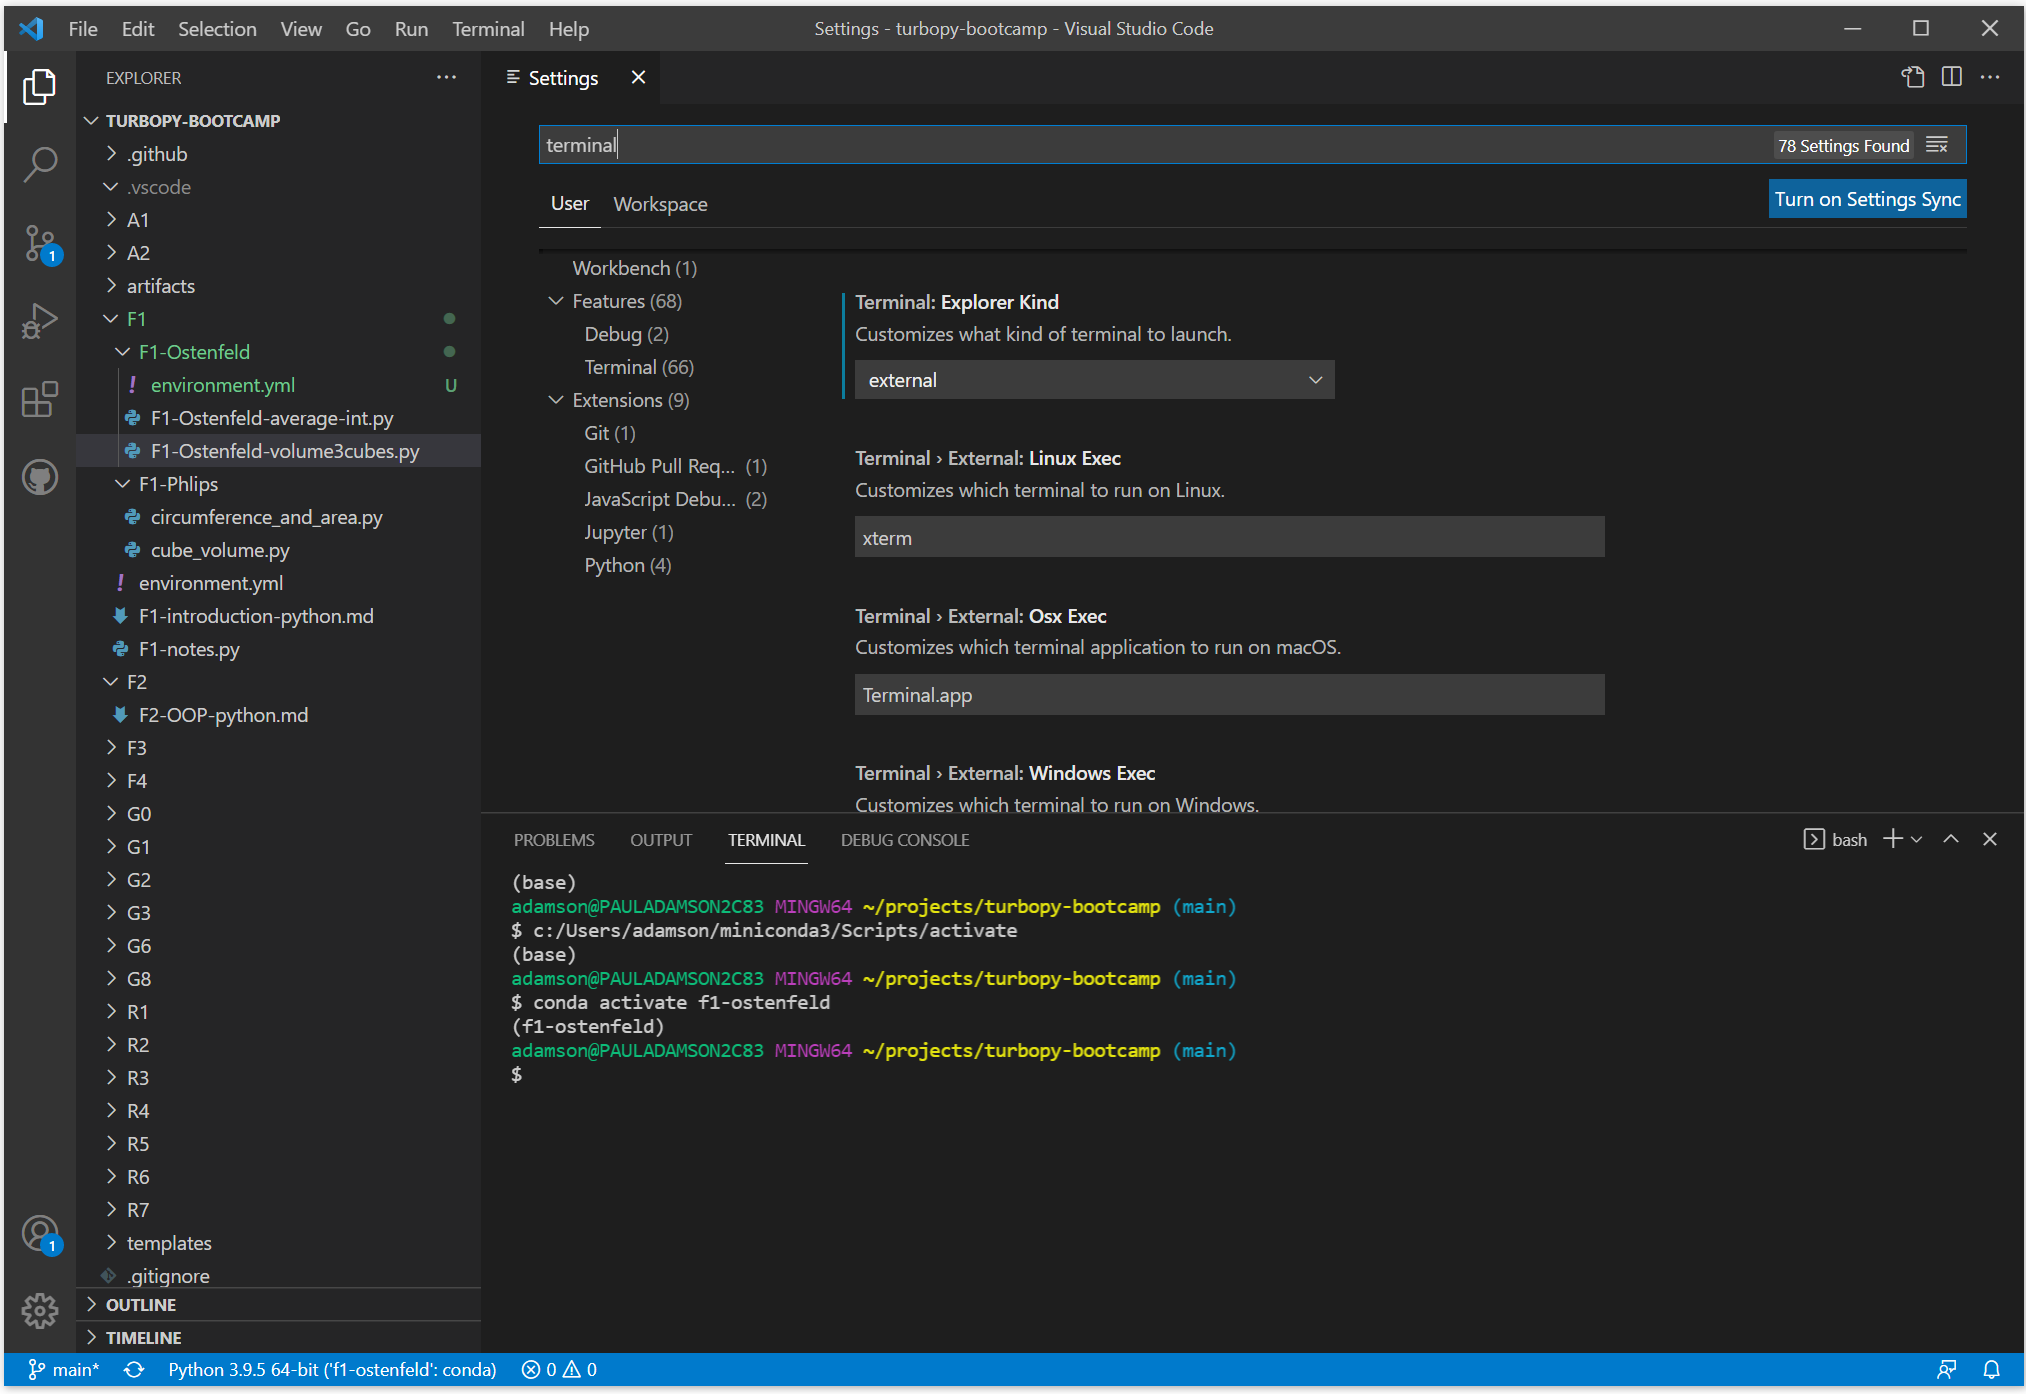 File Edit Selection View Go Run Terminal Help
Settings - turbopy-bootcamp - Visual Studio Code
EXPLORER
TURBOPY-BOOTCAMP
.github
.vscode
A1
A2
artifacts
F1
F1-Ostenfeld
! environment.yml U
F1-Ostenfeld-average-int.py
F1-Ostenfeld-volume3cubes.py
F1-Phlips
circumference_and_area.py
cube_volume.py
! environment.yml
F1-introduction-python.md
F1-notes.py
F2
F2-OOP-python.md
F3
F4
G0
G1
G2
G3
G6
G8
R1
R2
R3
R4
R5
R6
R7
templates
.gitignore
OUTLINE
TIMELINE
1
1
Settings
terminal
78 Settings Found
User Workspace
Turn on Settings Sync
Workbench (1)
Features (68)
Debug (2)
Terminal (66)
Extensions (9)
Git (1)
GitHub Pull Req... (1)
JavaScript Debu... (2)
Jupyter (1)
Python (4)
Terminal: Explorer Kind
Customizes what kind of terminal to launch.
external
Terminal › External: Linux Exec
Customizes which terminal to run on Linux.
xterm
Terminal › External: Osx Exec
Customizes which terminal application to run on macOS.
Terminal.app
Terminal › External: Windows Exec
Customizes which terminal to run on Windows.
PROBLEMS OUTPUT TERMINAL DEBUG CONSOLE
bash
(base)
adamson@PAULADAMSON2C83 MINGW64 ~/projects/turbopy-bootcamp (main)
$ c:/Users/adamson/miniconda3/Scripts/activate
(base)
adamson@PAULADAMSON2C83 MINGW64 ~/projects/turbopy-bootcamp (main)
$ conda activate f1-ostenfeld
(f1-ostenfeld)
adamson@PAULADAMSON2C83 MINGW64 ~/projects/turbopy-bootcamp (main)
$
main* Python 3.9.5 64-bit ('f1-ostenfeld': conda) 0 0